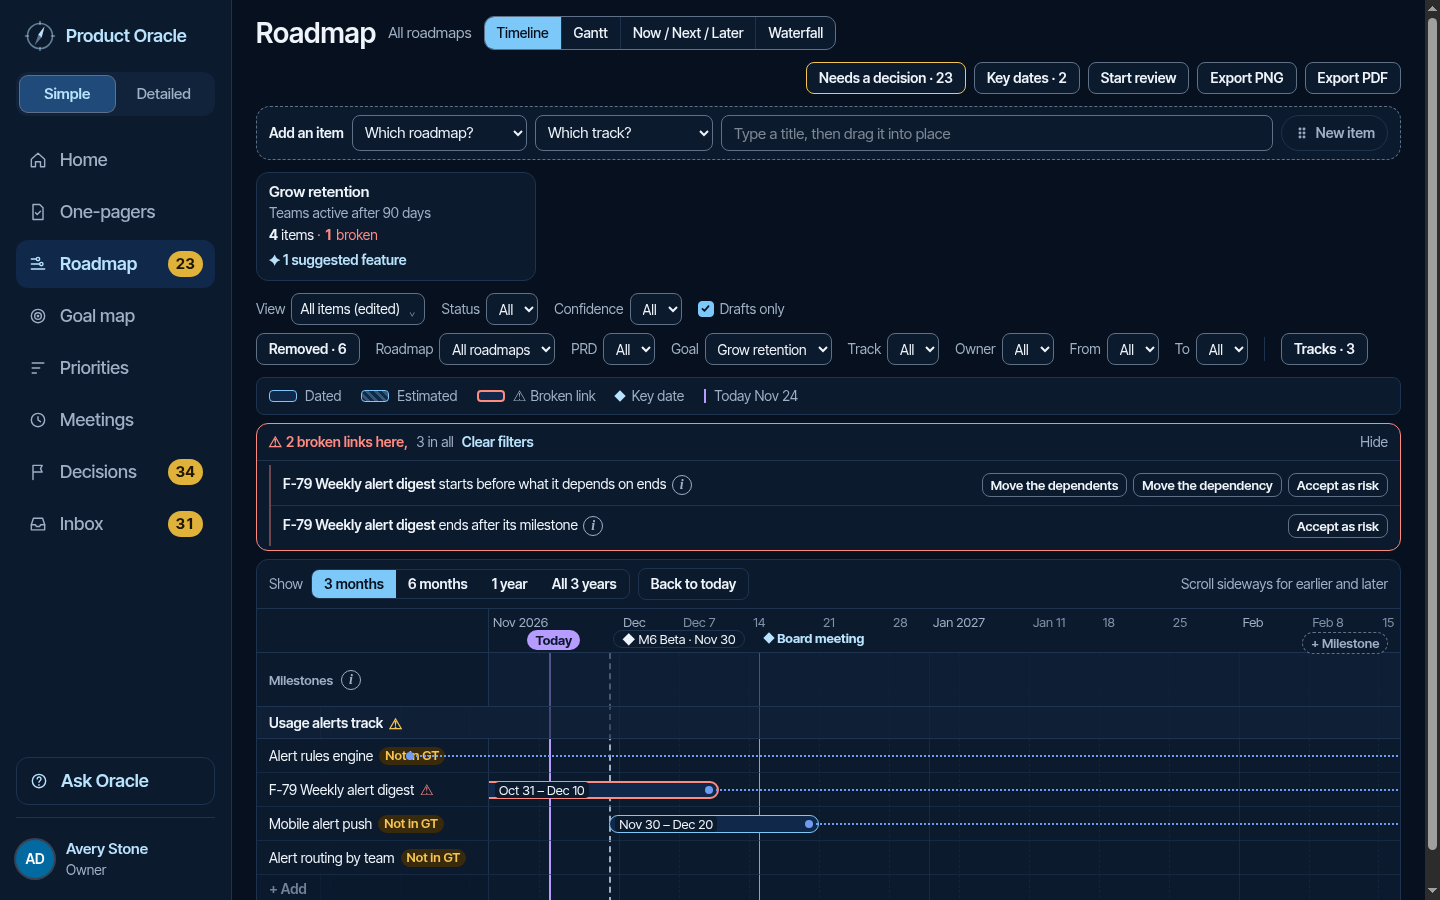 Product Oracle
Simple
Detailed
Home
One-pagers
Roadmap 23
Goal map
Priorities
Meetings
Decisions 34
Inbox 31
Ask Oracle
AD
Avery Stone
Owner
Roadmap All roadmaps Timeline Gantt Now / Next / Later Waterfall
Needs a decision · 23 Key dates · 2 Start review Export PNG Export PDF
Add an item Which roadmap? Which track? Type a title, then drag it into place New item
Grow retention
Teams active after 90 days
4 items · 1 broken
1 suggested feature
View All items (edited) Status All Confidence All Drafts only
Removed · 6 Roadmap All roadmaps PRD All Goal Grow retention Track All Owner All From All To All Tracks · 3
Dated Estimated Broken link Key date Today Nov 24
2 broken links here, 3 in all Clear filters Hide
F-79 Weekly alert digest starts before what it depends on ends i Move the dependents Move the dependency Accept as risk
F-79 Weekly alert digest ends after its milestone i Accept as risk
Show 3 months 6 months 1 year All 3 years Back to today Scroll sideways for earlier and later
Nov 2026 Dec Dec 7 14 21 28 Jan 2027 Jan 11 18 25 Feb Feb 8 15
Today M6 Beta · Nov 30 Board meeting + Milestone
Milestones i
Usage alerts track
Alert rules engine Not in GT
F-79 Weekly alert digest Oct 31 – Dec 10
Mobile alert push Not in GT Nov 30 – Dec 20
Alert routing by team Not in GT
+ Add